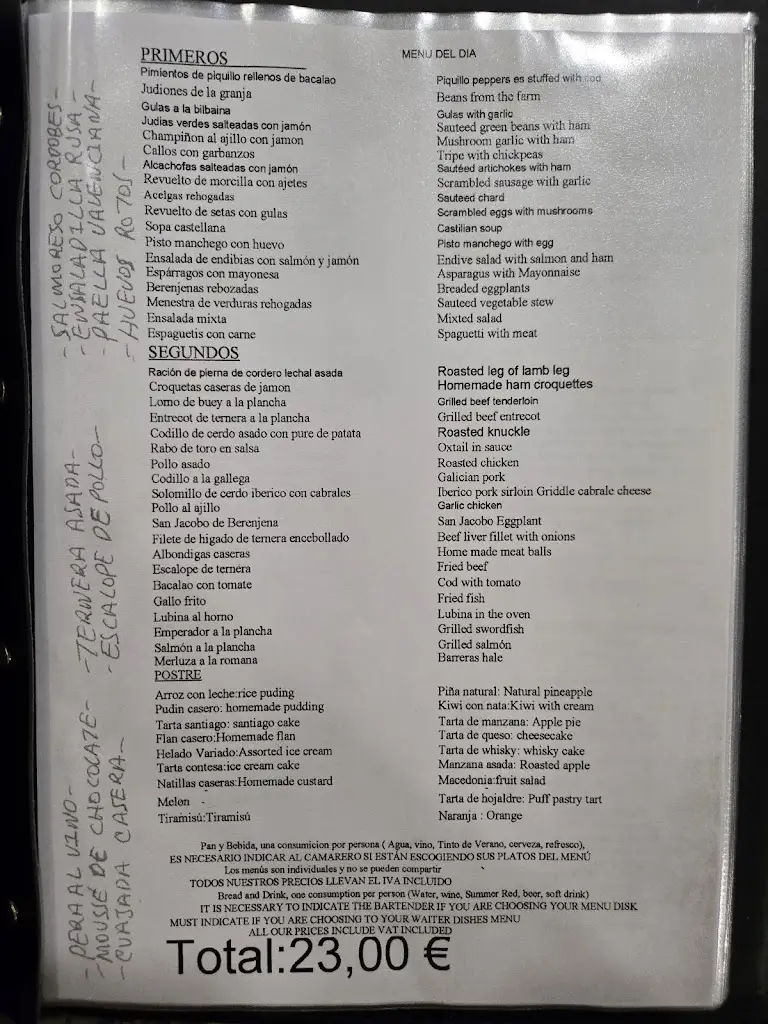 PRIMEROS
MENU DEL DIA
Pimientos de piquilio rellenos de bacalao
Piquillo peppers es stuffed with cod
Judiones de la granja
Beans from the farm
Gulas a la bilbaina
Gulas with garlic
Judias verdes salteadas con jamón
Sauteed green beans with ham
Champiñon al ajillo con jamon
Mushroom garlic with ham
Callos con garbanzos
Tripe with chickpeas
Alcachofas salteadas con jamón
Sautéed artichokes with ham
Revuelto de morcilla con ajetes
Scrambled sausage with garlic
Acelgas rehogadas
Sauteed chard
Revuelto de setas con gulas
Scrambled eggs with mushrooms
Sopa castellana
Castilian soup
Pisto manchego con huevo
Pisto manchego with egg
Ensalada de endibias con salmón y jamón
Endive salad with salmon and ham
Espárragos con mayonesa
Asparagus with Mayonnaise
Berenjenas rebozadas
Breaded eggplants
Menestra de verduras rehogadas
Sauteed vegetable stew
Ensalada mixta
Mixed salad
Espaguetis con carne
Spaguetti with meat
SEGUNDOS
Ración de pierna de cordero lechal asada
Roasted leg of lamb leg
Croquetas caseras de jamon
Homemade ham croquettes
Lomo de buey a la plancha
Grilled beef tenderloin
Entrecot de ternera a la plancha
Grilled beef entrecot
Codillo de cerdo asado con pure de patata
Roasted knuckle
Rabo de toro en salsa
Oxtail in sauce
Pollo asado
Roasted chicken
Codillo a la gallega
Galician pork
Solomillo de cerdo iberico con cabrales
Iberico pork sirloin Griddle cabrale cheese
Pollo al ajillo
Garlic chicken
San Jacobo de Berenjena
San Jacobo Eggplant
Filete de higado de ternera encebollado
Beef liver fillet with onions
Albondigas caseras
Home made meat balls
Escalope de ternera
Fried beef
Bacalao con tomate
Cod with tomato
Gallo frito
Fried fish
Lubina al horno
Lubina in the oven
Emperador a la plancha
Grilled swordfish
Salmón a la plancha
Grilled salmón
Merluza a la romana
Barreras hale
POSTRE
Arroz con leche:rice puding
Piña natural: Natural pineapple
Pudin casero: homemade pudding
Kiwi con nata:Kiwi with cream
Tarta santiago: santiago cake
Tarta de manzana: Apple pie
Flan casero:Homemade flan
Tarta de queso: cheesecake
Helado Variado:Assorted ice cream
Tarta de whisky: whisky cake
Tarta contesa:ice cream cake
Manzana asada: Roasted apple
Natillas caseras:Homemade custard
Macedonia:fruit salad
Melon -
Tarta de hojaldre: Puff pastry tart
Tiramisú:Tiramisú
Naranja : Orange
Pan y Bebida, una consumicion por persona ( Agua, vino, Tinto de Verano, cerveza, refresco),
ES NECESARIO INDICAR AL CAMARERO SI ESTÁN ESCOGIENDO SUS PLATOS DEL MENÚ
Los menús son individuales y no se pueden compartir
TODOS NUESTROS PRECIOS LLEVAN EL IVA INCLUIDO
Bread and Drink, one consumption per person (Water, wine, Summer Red, beer, soft drink)
IT IS NECESSARY TO INDICATE THE BARTENDER IF YOU ARE CHOOSING YOUR MENU DISK
MUST INDICATE IF YOU ARE CHOOSING TO YOUR WAITER DISHES MENU
ALL OUR PRICES INCLUDE VAT INCLUDED
Total:23,00 €
-SALMORESO CORDOBES-
-ENSALADILLA RUSA-
-PAELLA VALENCIANA-
-HUEVOS ROTOS-
-TERNERA ASADA-
-ESCALOPE DE POLLO-
-PERA AL VINO-
-MOUSSE DE CHOCOLATE-
-CUAJADA CASERA-